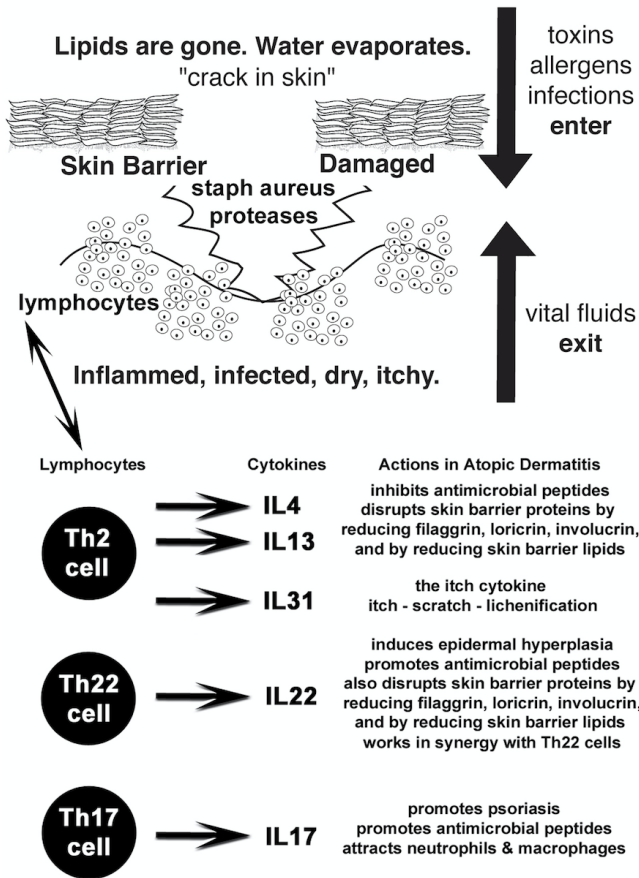 Lipids are gone. Water evaporates.
"crack in skin"
toxins
allergens
infections
enter
Skin Barrier
Damaged
staph aureus
proteases
lymphocytes
vital fluids
exit
Inflammed, infected, dry, itchy.
Lymphocytes
Cytokines
Actions in Atopic Dermatitis
Th2
cell
IL4
IL13
inhibits antimicrobial peptides
disrupts skin barrier proteins by
reducing filaggrin, loricrin, involucrin,
and by reducing skin barrier lipids
IL31
the itch cytokine
itch - scratch - lichenification
Th22
cell
IL22
induces epidermal hyperplasia
promotes antimicrobial peptides
also disrupts skin barrier proteins by
reducing filaggrin, loricrin, involucrin,
and by reducing skin barrier lipids
works in synergy with Th22 cells
Th17
cell
IL17
promotes psoriasis
promotes antimicrobial peptides
attracts neutrophils & macrophages